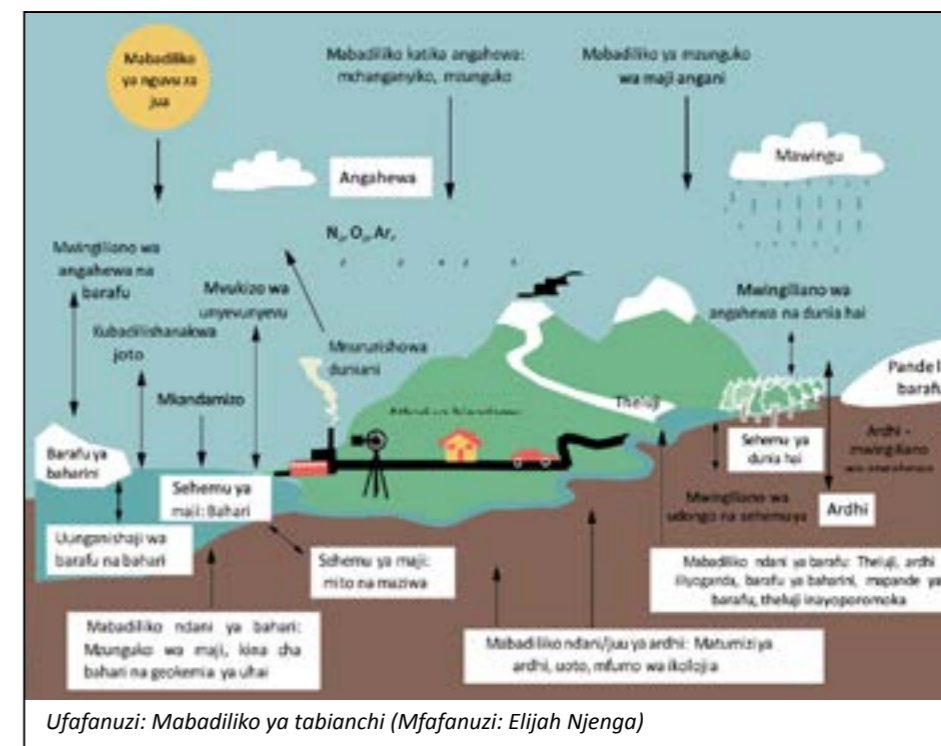 Mabadiliko
ya nguvu za
jua
Mabadiliko katika angahewa:
mchanganyiko, mzunguko
Mabadiliko ya mzunguko
wa maji angani
Mawingu
Angahewa
N₂, O₂, Ar,
Mwingiliano wa
angahewa na
barafu
Mvukizo wa
unyevunyevu
Kubadilishanakwa
joto
duniani
Mkandamizo
Mwingiliano wa
angahewa na dunia hai
Theluji
barafu
Barafu ya
baharini
Sehemu ya
maji: Bahari
Sehemu ya
dunia hai
Ardhi -
mwingiliano
Uunganishaji wa
barafu na bahari
Sehemu ya maji:
mito na maziwa
Mwingiliano wa
udongo na sehemuya
Ardhi
Mabadiliko ndani ya barafu: Theluji, ardhi
iliyoganda, barafu ya baharini, mapande ya
barafu, theluji inayoporomoka
Mabadiliko ndani ya bahari:
Mzunguko wa maji, kina cha
bahari na geokemia ya uhai
Mabadiliko ndani/juu ya ardhi: Matumizi ya
ardhi, uoto, mfumo wa ikolojia
Ufafanuzi: Mabadiliko ya tabianchi (Mfafanuzi: Elijah Njenga)